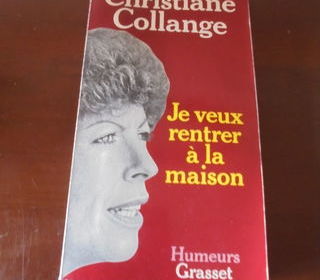 Christiane
Collange
Je veux
rentrer
à la
maison
Humeurs
Grasset